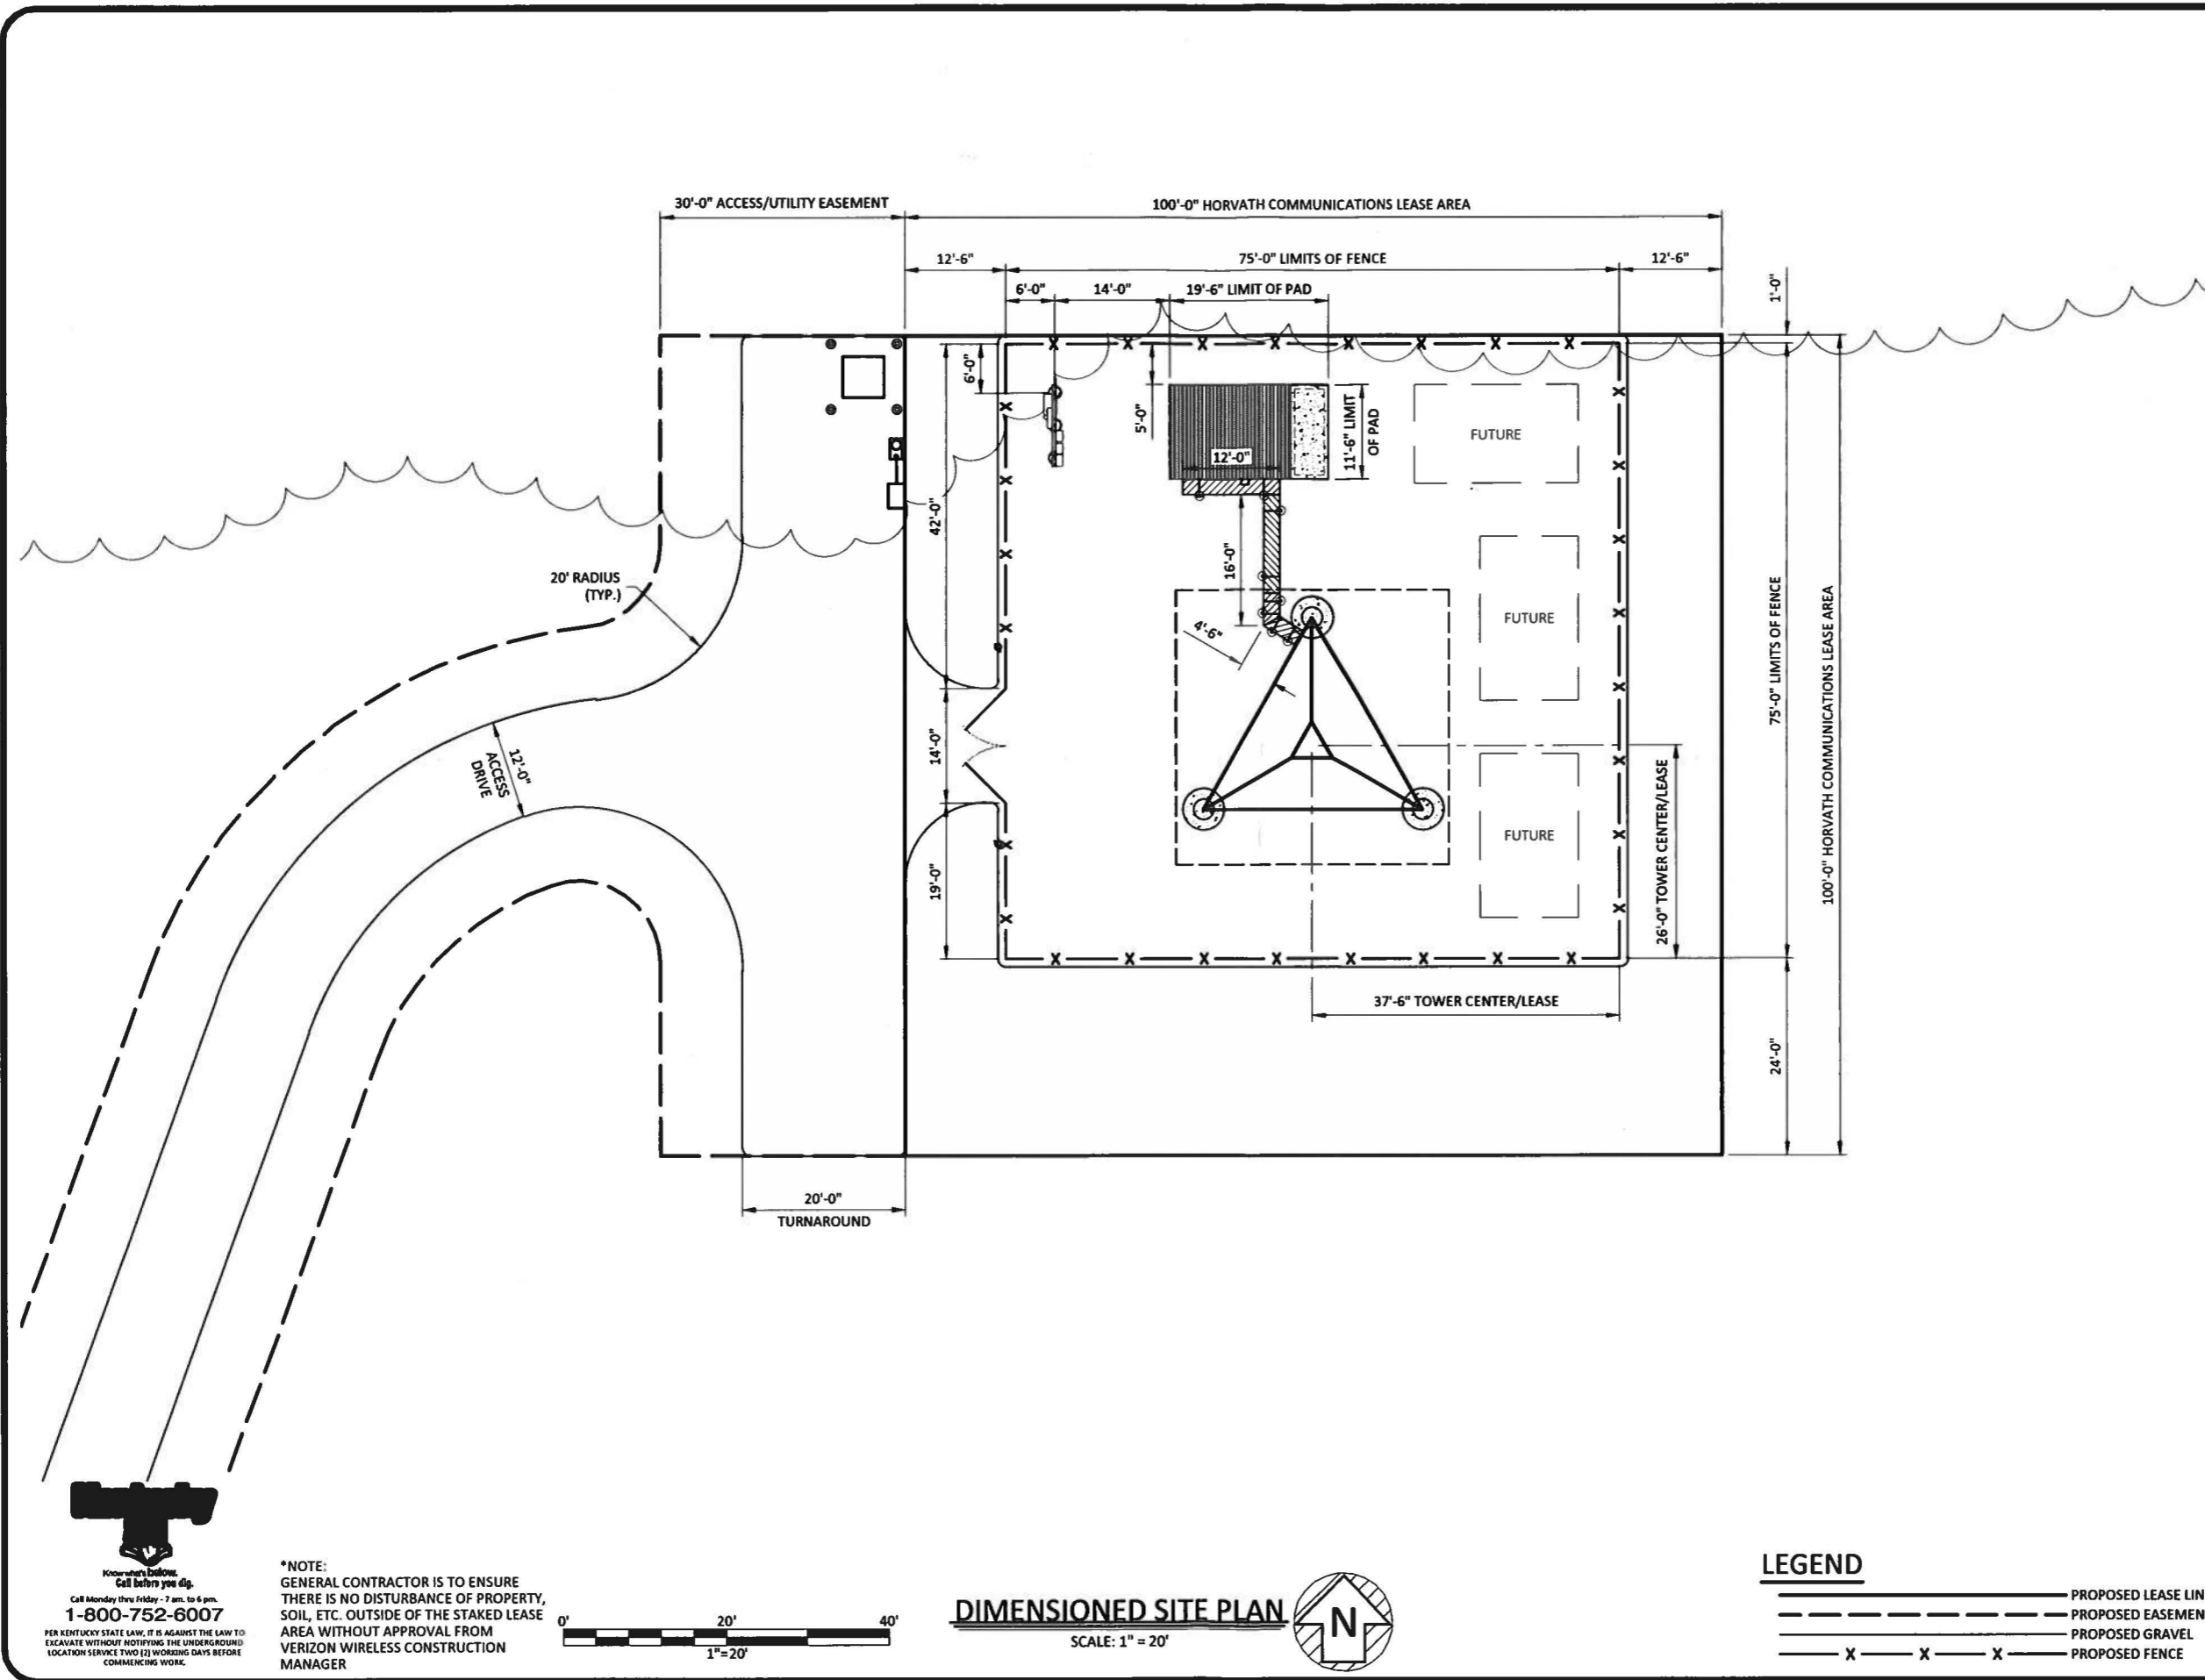 30'-0" ACCESS/UTILITY EASEMENT
100'-0" HORVATH COMMUNICATIONS LEASE AREA
12'-6"
75'-0" LIMITS OF FENCE
12'-6"
6'-0"
14'-0"
19'-6" LIMIT OF PAD
1'-0"
6'-0"
5'-0"
11'-6" LIMIT
OF PAD
FUTURE
12'-0"
42'-0"
16'-0"
20' RADIUS
(TYP.)
4'-6"
FUTURE
75'-0" LIMITS OF FENCE
100'-0" HORVATH COMMUNICATIONS LEASE AREA
12'-0"
ACCESS
DRIVE
14'-0"
26'-0" TOWER CENTER/LEASE
FUTURE
19'-0"
37'-6" TOWER CENTER/LEASE
24'-0"
20'-0"
TURNAROUND
Know what's below.
Call before you dig.
Call Monday thru Friday - 7 am. to 6 pm.
1-800-752-6007
PER KENTUCKY STATE LAW, IT IS AGAINST THE LAW TO
EXCAVATE WITHOUT NOTIFYING THE UNDERGROUND
LOCATION SERVICE TWO (2) WORKING DAYS BEFORE
COMMENCING WORK.
*NOTE:
GENERAL CONTRACTOR IS TO ENSURE
THERE IS NO DISTURBANCE OF PROPERTY,
SOIL, ETC. OUTSIDE OF THE STAKED LEASE
AREA WITHOUT APPROVAL FROM
VERIZON WIRELESS CONSTRUCTION
MANAGER
0' 20' 40'
1"=20'
DIMENSIONED SITE PLAN
SCALE: 1" = 20'
N
LEGEND
PROPOSED LEASE LIN
PROPOSED EASEMEN
PROPOSED GRAVEL
X X X PROPOSED FENCE